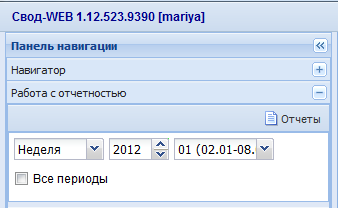 Свод-WEB 1.12.523.9390 [mariya]
Панель навигации
Навигатор
Работа с отчетностью
Отчеты
Неделя 2012 01 (02.01-08.
Все периоды